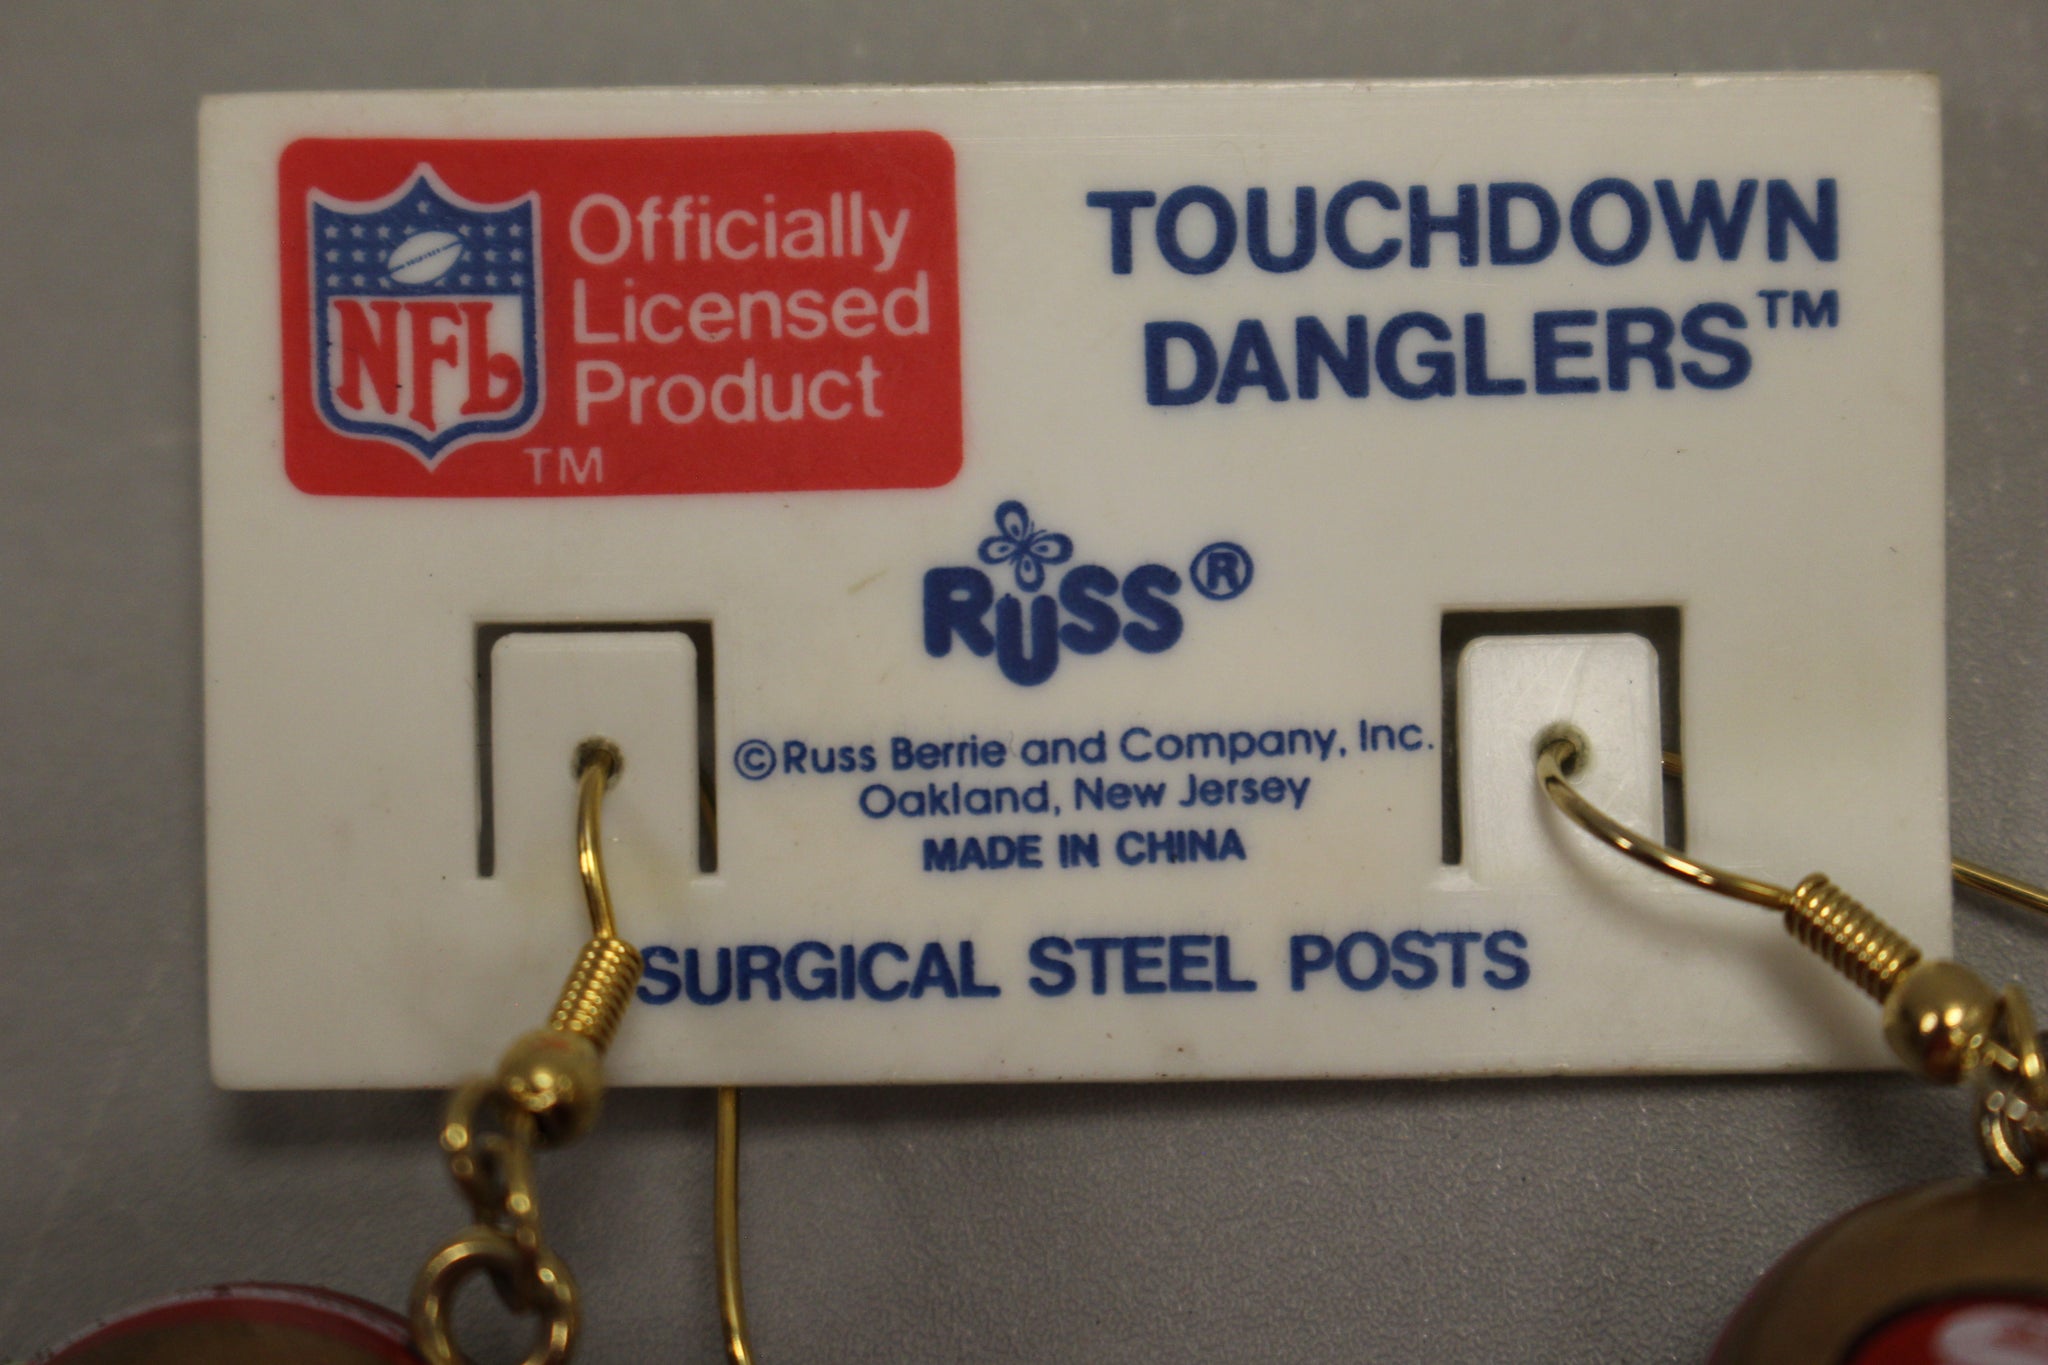 NFL
Officially
Licensed
Product
TM
TOUCHDOWN
DANGLERS™
RUSS®
©Russ Berrie and Company, Inc.
Oakland, New Jersey
MADE IN CHINA
SURGICAL STEEL POSTS